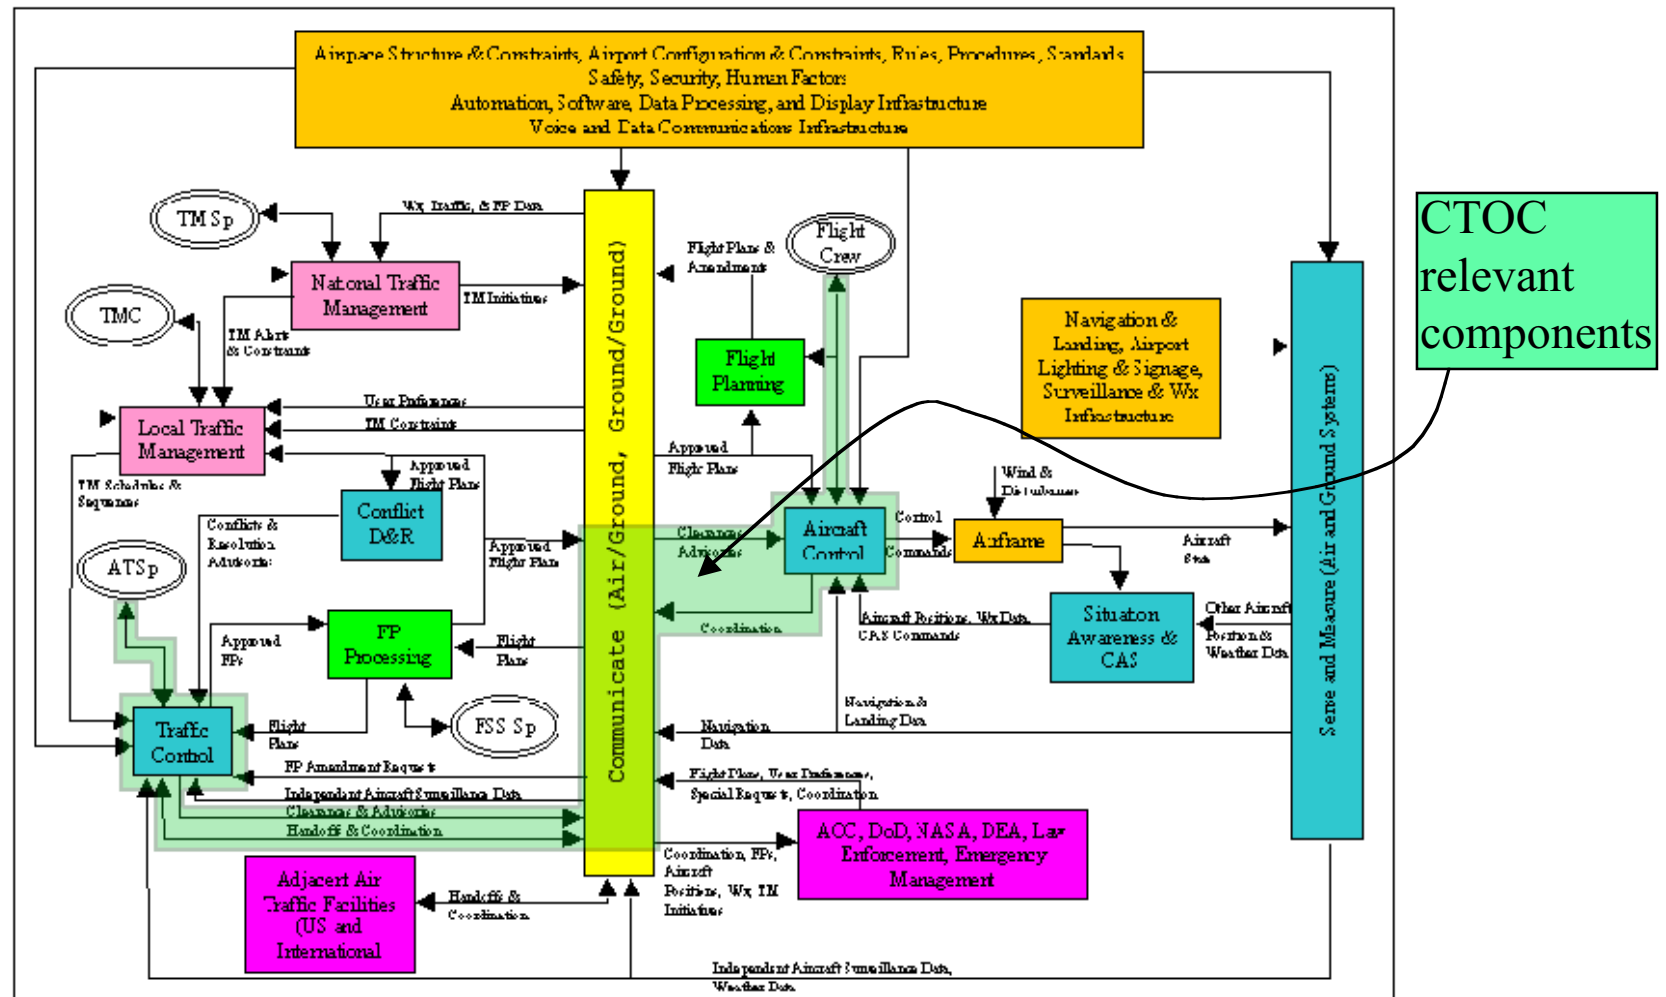 Airspace Structure & Constraints, Airport Configuration & Constraints, Rules, Procedures, Standards
Safety, Security, Human Factors
Automation, Software, Data Processing, and Display Infrastructure
Voice and Data Communications Infrastructure
TM Sp
Wx, Traffic, & FP Data
National Traffic
Management
TM Initiatives
TMC
TM Alerts
& Constraints
Local Traffic
Management
User Preferences
TM Constraints
TM Schedules &
Sequences
Approved
Flight Plans
Conflict
D&R
Conflicts &
Resolution
Advisories
Approved
Flight Plans
ATSp
Approved
FPs
FP
Processing
Flight
Plans
FSS Sp
Traffic
Control
Flight
Plans
FP Amendment Requests
Independent Aircraft Surveillance Data
Clearances & Advisories
Handoff & Coordination
Adjacent Air
Traffic Facilities
(US and
International
Handoffs &
Coordination
Communicate (Air/Ground, Ground/Ground)
Flight Plans &
Amendments
Flight
Crew
Flight
Planning
Approved
Flight Plans
Clearances
Advisories
Aircraft
Control
Coordination
Control
Commands
Navigation &
Landing, Airport
Lighting & Signage,
Surveillance & Wx
Infrastructure
Wind &
Disturbances
Airframe
Aircraft
State
Aircraft Positions, Wx Data
CAS Commands
Situaton
Awareness &
CAS
Other Aircraft
Position &
Weather Data
Navigation &
Landing Data
Navigation
Data
Flight Plans, User Preferences,
Special Requests, Coordination
AOC, DoD, NASA, DEA, Law
Enforcement, Emergency
Management
Coordination, FPs,
Aircraft
Positions, Wx, TM
Initiatives
Independent Aircraft Surveillance Data,
Weather Data
Sense and Measure (Air and Ground Systems)
CTOC
relevant
components